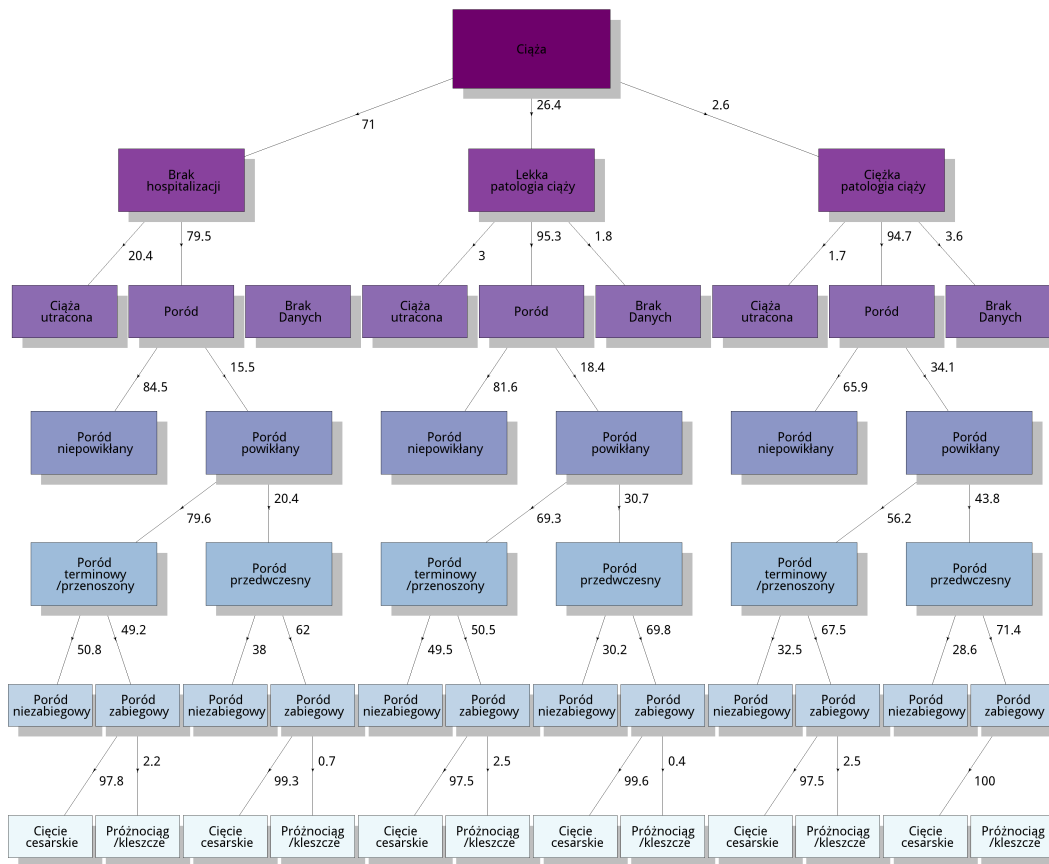 Ciąża
71
26.4
2.6
Brak
hospitalizacji
Lekka
patologia ciąży
Ciężka
patologia ciąży
20.4
79.5
3
95.3
1.8
1.7
94.7
3.6
Ciąża
utracona
Poród
Brak
Danych
Ciąża
utracona
Poród
Brak
Danych
Ciąża
utracona
Poród
Brak
Danych
84.5
15.5
81.6
18.4
65.9
34.1
Poród
niepowikłany
Poród
powikłany
Poród
niepowikłany
Poród
powikłany
Poród
niepowikłany
Poród
powikłany
79.6
20.4
69.3
30.7
56.2
43.8
Poród
terminowy
/przenoszony
Poród
przedwczesny
Poród
terminowy
/przenoszony
Poród
przedwczesny
Poród
terminowy
/przenoszony
Poród
przedwczesny
50.8
49.2
38
62
49.5
50.5
30.2
69.8
32.5
67.5
28.6
71.4
Poród
niezabiegowy
Poród
zabiegowy
Poród
niezabiegowy
Poród
zabiegowy
Poród
niezabiegowy
Poród
zabiegowy
Poród
niezabiegowy
Poród
zabiegowy
Poród
niezabiegowy
Poród
zabiegowy
Poród
niezabiegowy
Poród
zabiegowy
97.8
2.2
99.3
0.7
97.5
2.5
99.6
0.4
97.5
2.5
100
Cięcie
cesarskie
Próżnociąg
/kleszcze
Cięcie
cesarskie
Próżnociąg
/kleszcze
Cięcie
cesarskie
Próżnociąg
/kleszcze
Cięcie
cesarskie
Próżnociąg
/kleszcze
Cięcie
cesarskie
Próżnociąg
/kleszcze
Cięcie
cesarskie
Próżnociąg
/kleszcze